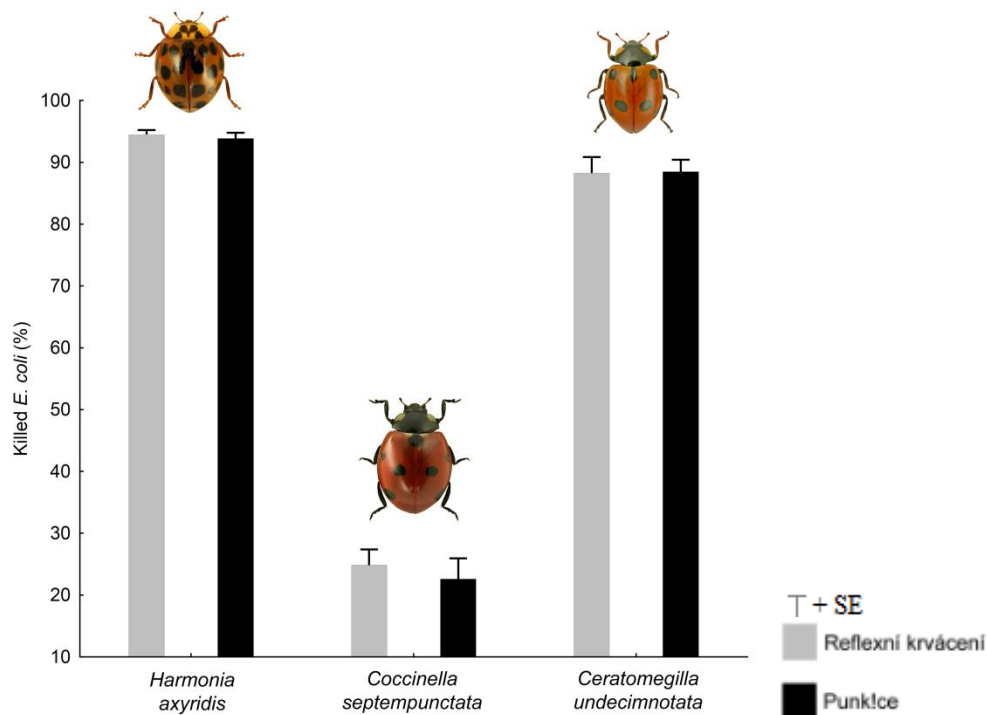 100
90
80
70
60
50
40
30
20
10
Killed E. coli (%)
Harmonia
axyridis
Coccinella
septempunctata
Ceratomegilla
undecimnotata
+ SE
Reflexní krvácení
Punk!ce